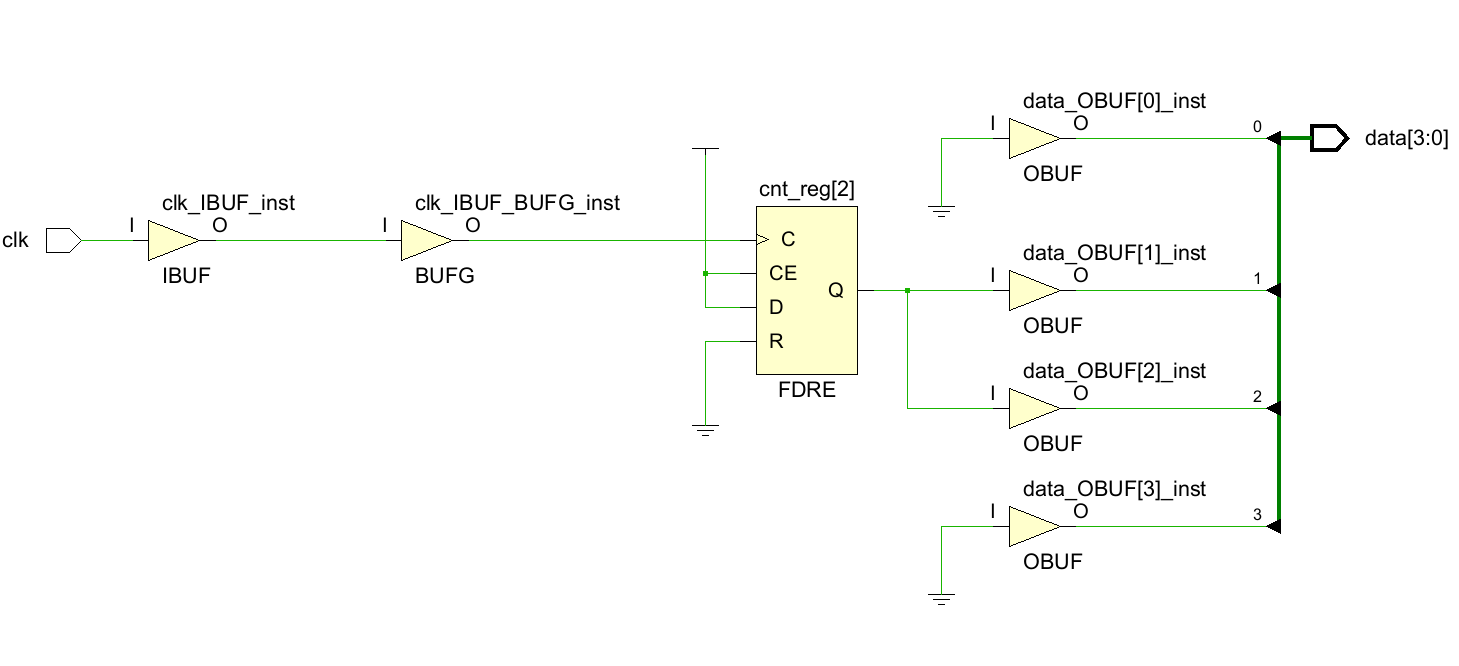 data_OBUF[0]_inst
I
O
0
data[3:0]
OBUF
cnt_reg[2]
clk_IBUF_inst
clk_IBUF_BUFG_inst
clk
I
O
I
O
C
IBUF
BUFG
CE
D
R
Q
FDRE
data_OBUF[1]_inst
I
O
1
OBUF
data_OBUF[2]_inst
I
O
2
OBUF
data_OBUF[3]_inst
I
O
3
OBUF